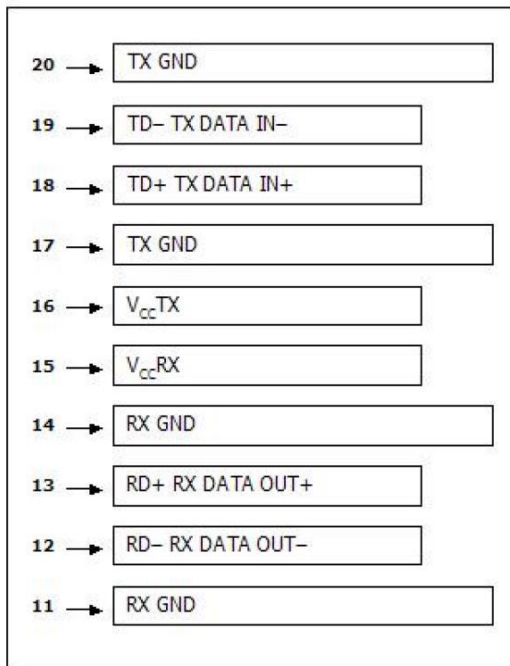 20 TX GND
19 TD− TX DATA IN−
18 TD+ TX DATA IN+
17 TX GND
16 VCCTX
15 VCCRX
14 RX GND
13 RD+ RX DATA OUT+
12 RD− RX DATA OUT−
11 RX GND